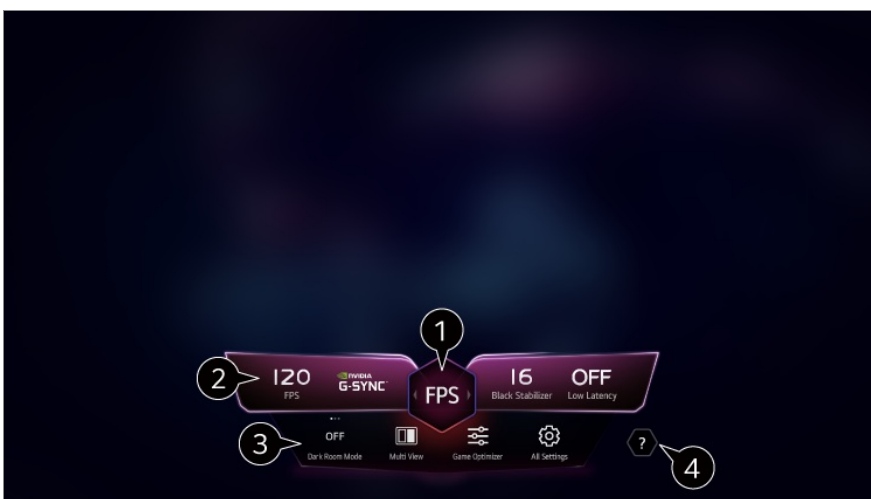 1
2
120
FPS
NVIDIA
G-SYNC
FPS
16
Black Stabilizer
OFF
Low Latency
3
OFF
Dark Room Mode
Multi View
Game Optimizer
All Settings
?
4